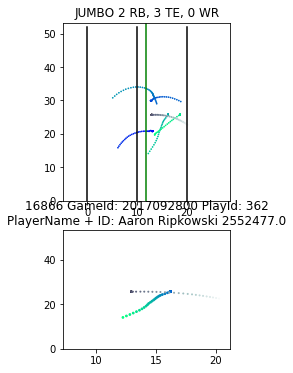 JUMBO 2 RB, 3 TE, 0 WR
50
40
30
20
10
0
0 10 20
16866 GameId: 2017092800 PlayId: 362
PlayerName + ID: Aaron Ripkowski 2552477.0
40
20
0
10 15 20